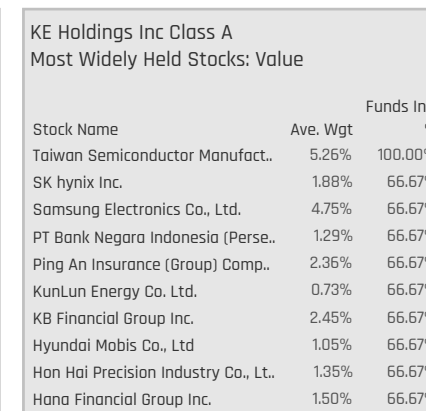 KE Holdings Inc Class A
Most Widely Held Stocks: Value
Funds In
Stock Name Ave. Wgt
Taiwan Semiconductor Manufact.. 5.26% 100.00%
SK hynix Inc. 1.88% 66.67%
Samsung Electronics Co., Ltd. 4.75% 66.67%
PT Bank Negara Indonesia (Perse.. 1.29% 66.67%
Ping An Insurance (Group) Comp.. 2.36% 66.67%
KunLun Energy Co. Ltd. 0.73% 66.67%
KB Financial Group Inc. 2.45% 66.67%
Hyundai Mobis Co., Ltd 1.05% 66.67%
Hon Hai Precision Industry Co., Lt.. 1.35% 66.67%
Hana Financial Group Inc. 1.50% 66.67%